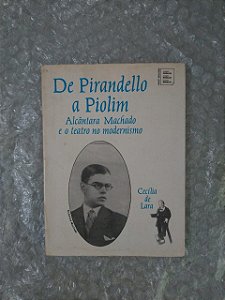 De Pirandello
a Piolim
Alcântara Machado
e o teatro no modernismo
Cecília
de
Lara